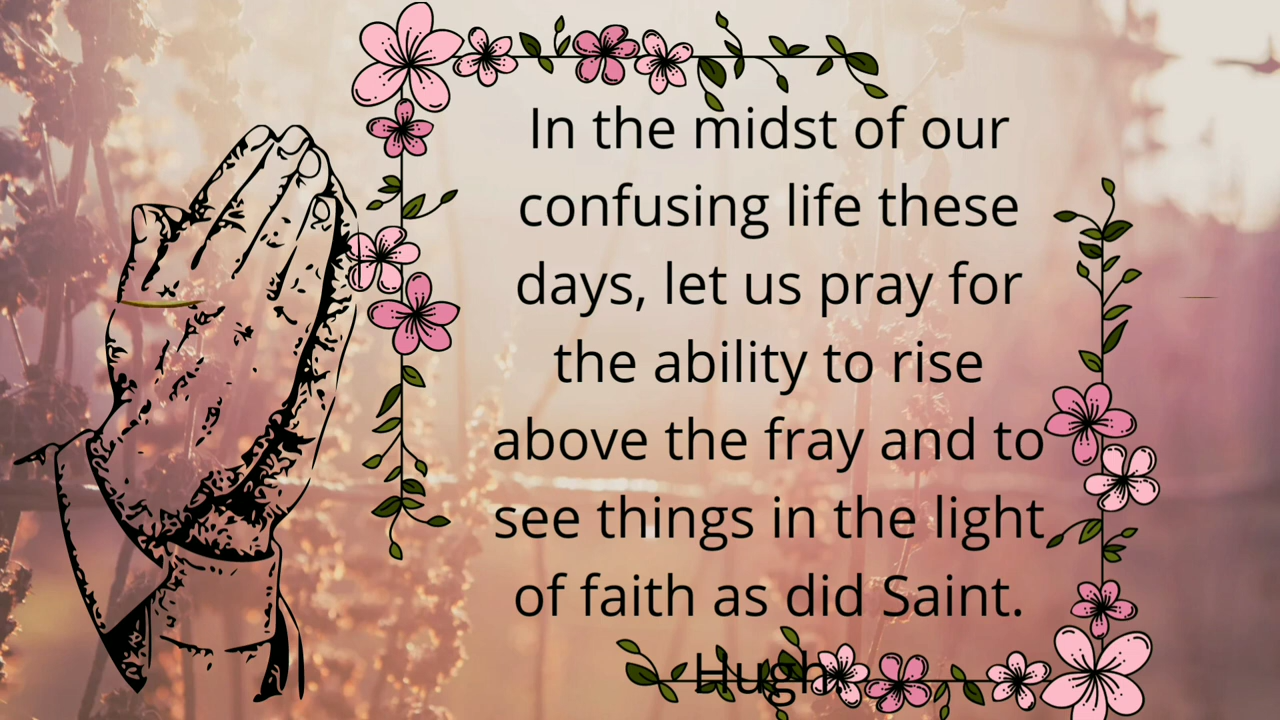 In the midst of our
confusing life these
days, let us pray for
the ability to rise
above the fray and to
see things in the light
of faith as did Saint.
Hugh.